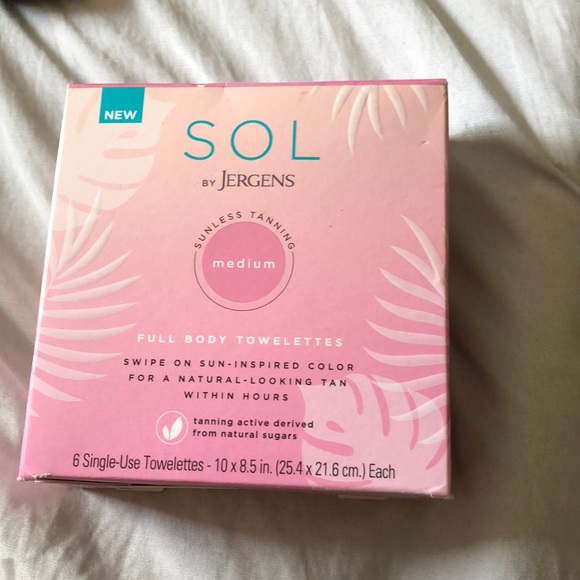 NEW
SOL
BY JERGENS
SUNLESS TANNING
medium
FULL BODY TOWELETTES
SWIPE ON SUN-INSPIRED COLOR
FOR A NATURAL-LOOKING TAN
WITHIN HOURS
tanning active derived
from natural sugars
6 Single-Use Towelettes - 10 x 8.5 in. (25.4 x 21.6 cm.) Each